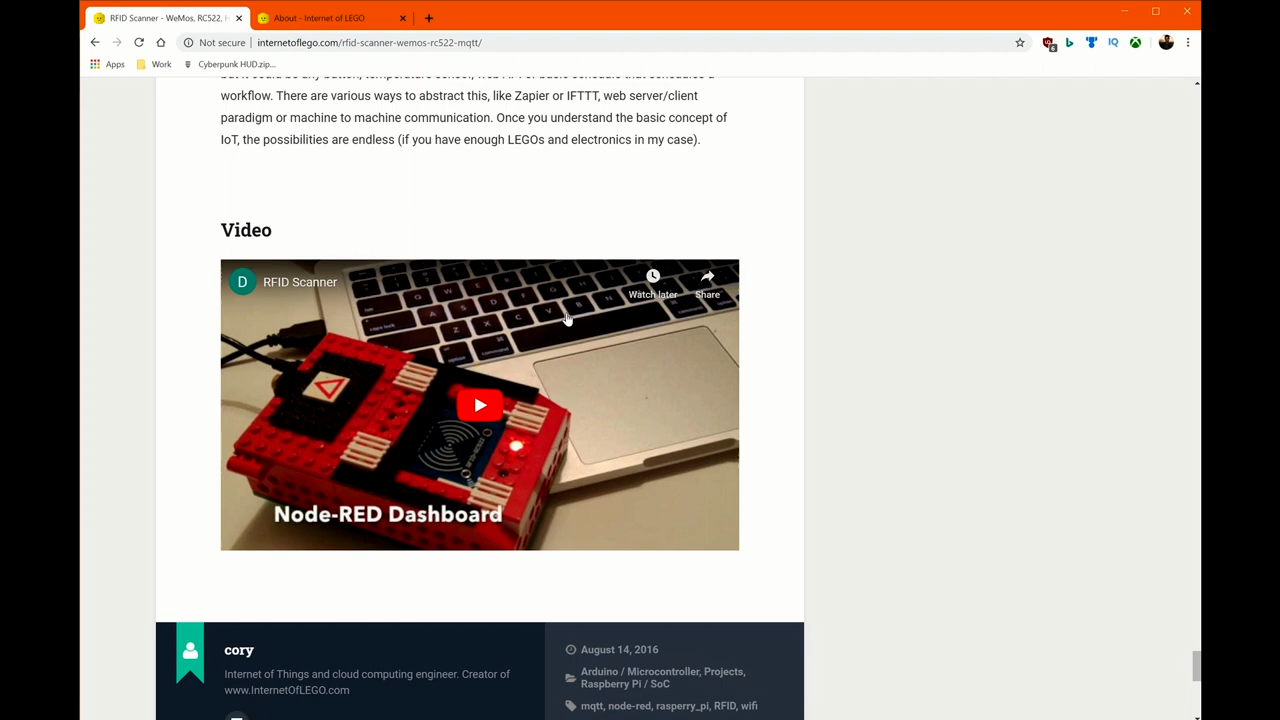 RFID Scanner - WeMos, RC522,
About - Internet of LEGO
Not secure
internetoflego.com/rfid-scanner-wemos-rc522-mqtt/
Apps
Work
Cyberpunk HUD.zip...
workflow. There are various ways to abstract this, like Zapier or IFTTT, web server/client
paradigm or machine to machine communication. Once you understand the basic concept of
IoT, the possibilities are endless (if you have enough LEGOs and electronics in my case).
Video
D RFID Scanner
Watch later
Share
Node-RED Dashboard
cory
Internet of Things and cloud computing engineer. Creator of
www.InternetOfLEGO.com
August 14, 2016
Arduino / Microcontroller, Projects,
Raspberry Pi / SoC
mqtt, node-red, rasperry_pi, RFID, wifi